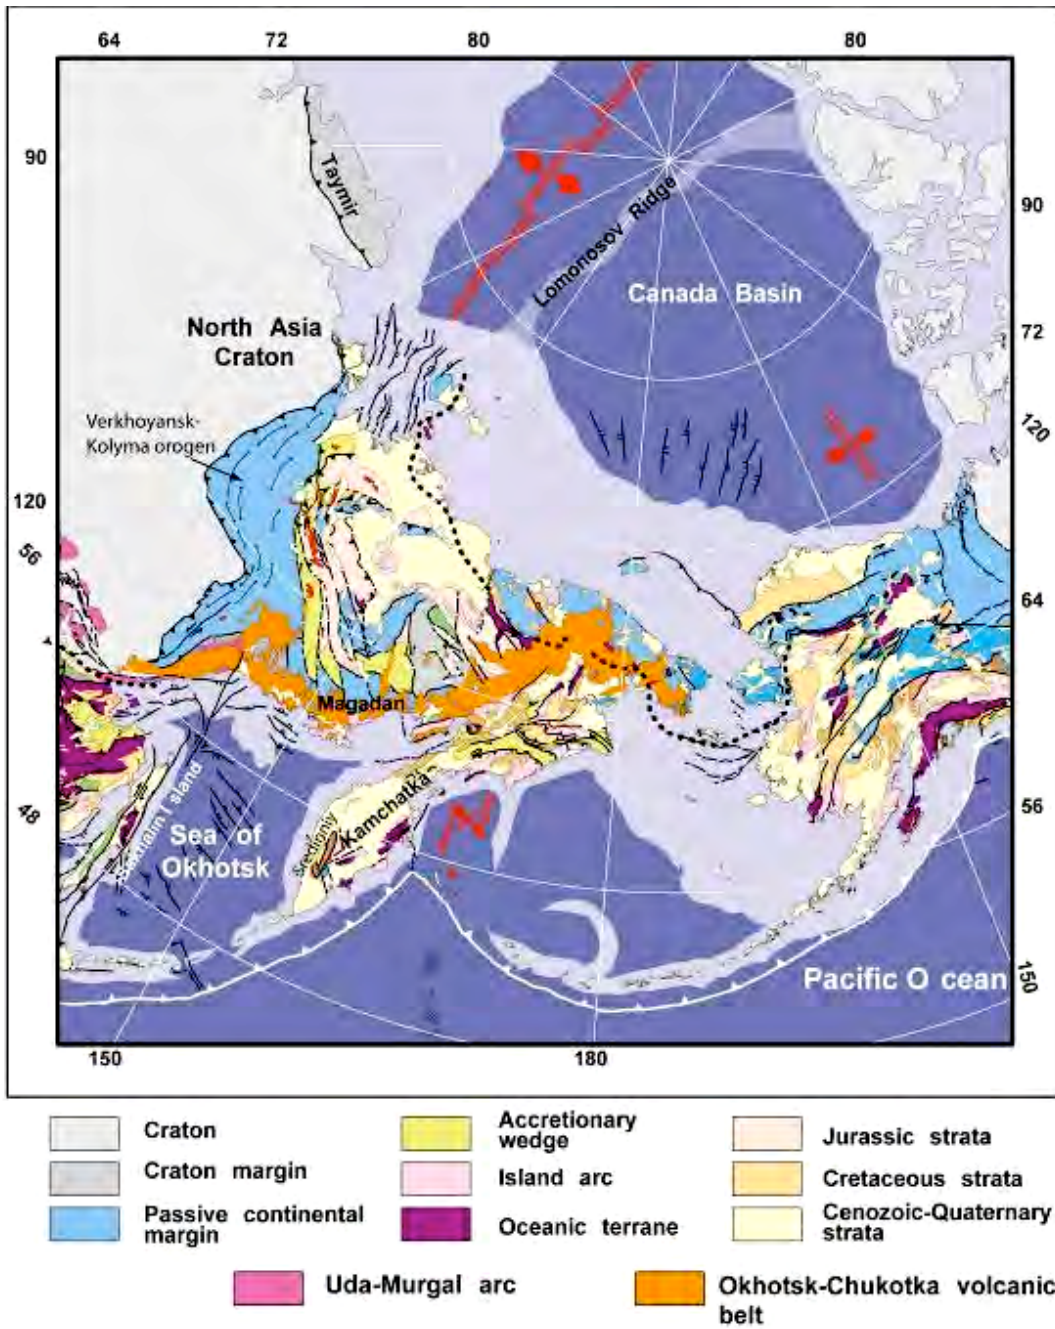 64 72 80 80
90
Taymir
90
Lomonosov Ridge
Canada Basin
North Asia
Craton
72
Verkhoyansk-
Kolyma orogen
120
120
56
64
Magadan
Kamchatka
Sredinniy
Sakhalin I sland
48
Sea of
Okhotsk
56
Pacific O cean
150
150 180
Craton
Craton margin
Passive continental
margin
Accretionary
wedge
Island arc
Oceanic terrane
Jurassic strata
Cretaceous strata
Cenozoic-Quaternary
strata
Uda-Murgal arc
Okhotsk-Chukotka volcanic
belt